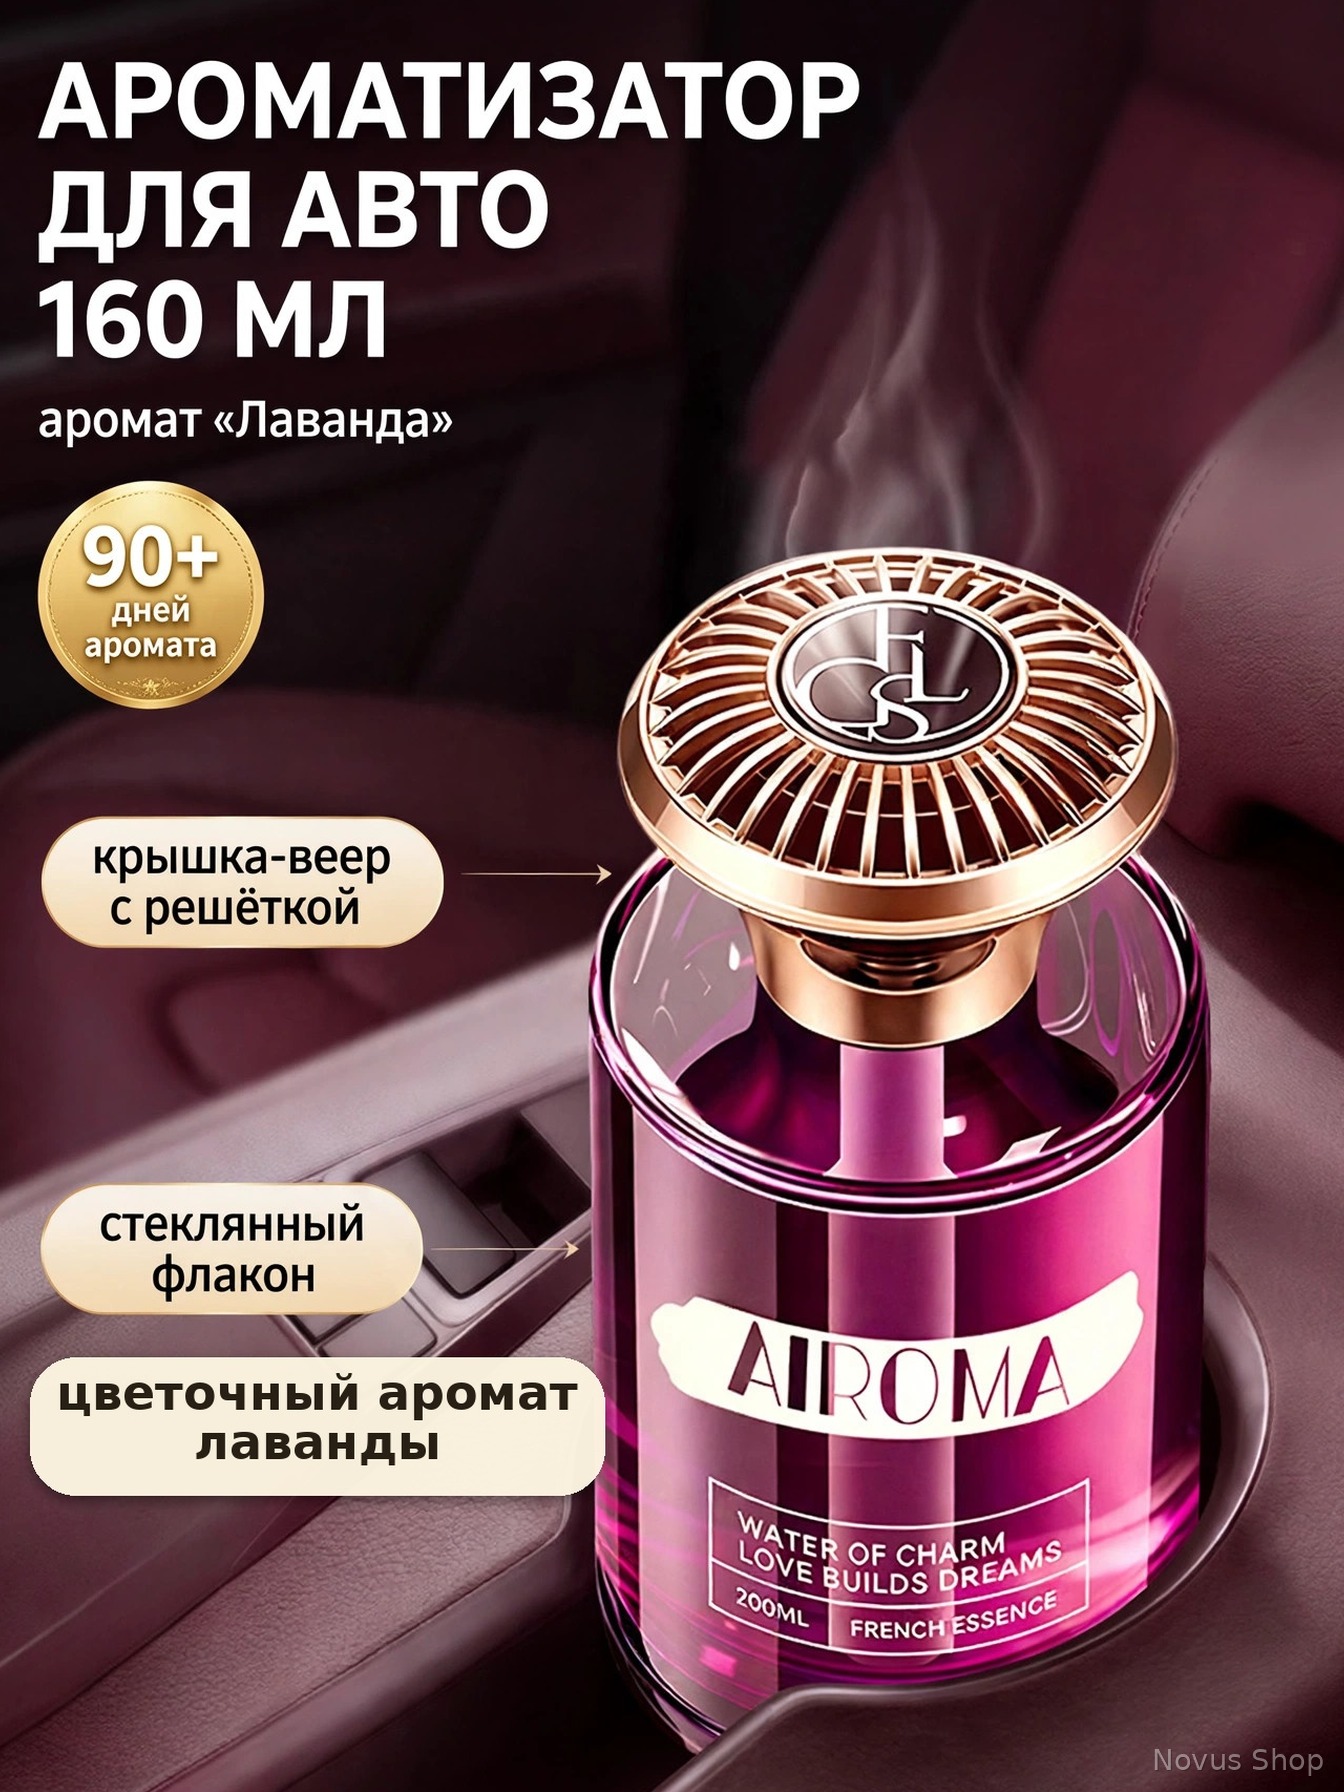 АРОМАТИЗАТОР
ДЛЯ АВТО
160 МЛ
аромат «Лаванда»
90+
дней
аромата
крышка-веер
с решёткой
стеклянный
флакон
цветочный аромат
лаванды
AIROMA
WATER OF CHARM
LOVE BUILDS DREAMS
200ML
FRENCH ESSENCE
Novus Shop